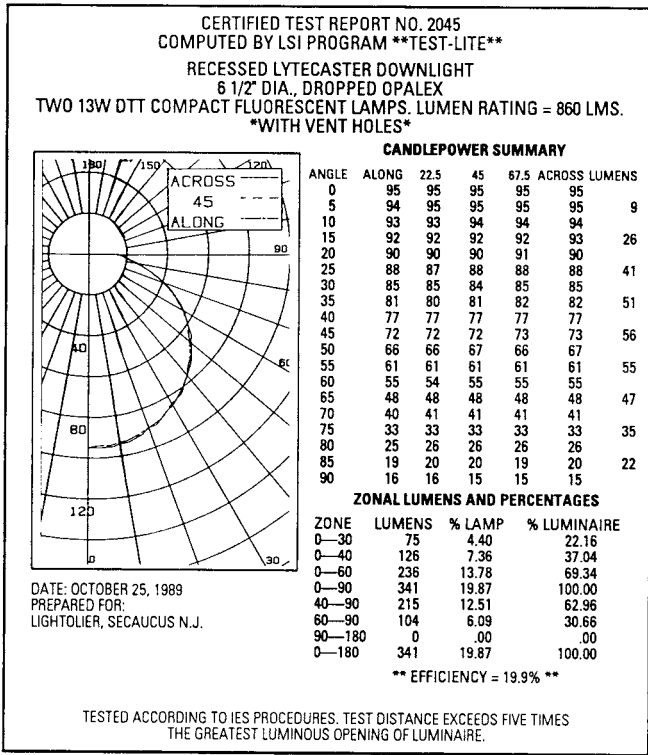 CERTIFIED TEST REPORT NO. 2045
COMPUTED BY LSI PROGRAM **TEST-LITE**
RECESSED LYTECASTER DOWNLIGHT
6 1/2" DIA., DROPPED OPALEX
TWO 13W DTT COMPACT FLUORESCENT LAMPS. LUMEN RATING = 860 LMS.
*WITH VENT HOLES*
180 150 120
ACROSS
45
ALONG
90
60
40
80
120
0 30
DATE: OCTOBER 25, 1989
PREPARED FOR:
LIGHTOLIER, SECAUCUS N.J.
CANDLEPOWER SUMMARY
ANGLE ALONG 22.5 45 67.5 ACROSS LUMENS
0 95 95 95 95 95
5 94 95 95 95 95 9
10 93 93 94 94 94
15 92 92 92 92 93 26
20 90 90 90 91 90
25 88 87 88 88 88 41
30 85 85 84 85 85
35 81 80 81 82 82 51
40 77 77 77 77 77
45 72 72 72 73 73 56
50 66 66 67 66 67
55 61 61 61 61 61 55
60 55 54 55 55 55
65 48 48 48 48 48 47
70 40 41 41 41 41
75 33 33 33 33 33 35
80 25 26 26 26 26
85 19 20 20 19 20 22
90 16 16 15 15 15
ZONAL LUMENS AND PERCENTAGES
ZONE LUMENS % LAMP % LUMINAIRE
0—30 75 4.40 22.16
0—40 126 7.36 37.04
0—60 236 13.78 69.34
0—90 341 19.87 100.00
40—90 215 12.51 62.96
60—90 104 6.09 30.66
90—180 0 .00 .00
0—180 341 19.87 100.00
** EFFICIENCY = 19.9% **
TESTED ACCORDING TO IES PROCEDURES. TEST DISTANCE EXCEEDS FIVE TIMES
THE GREATEST LUMINOUS OPENING OF LUMINAIRE.